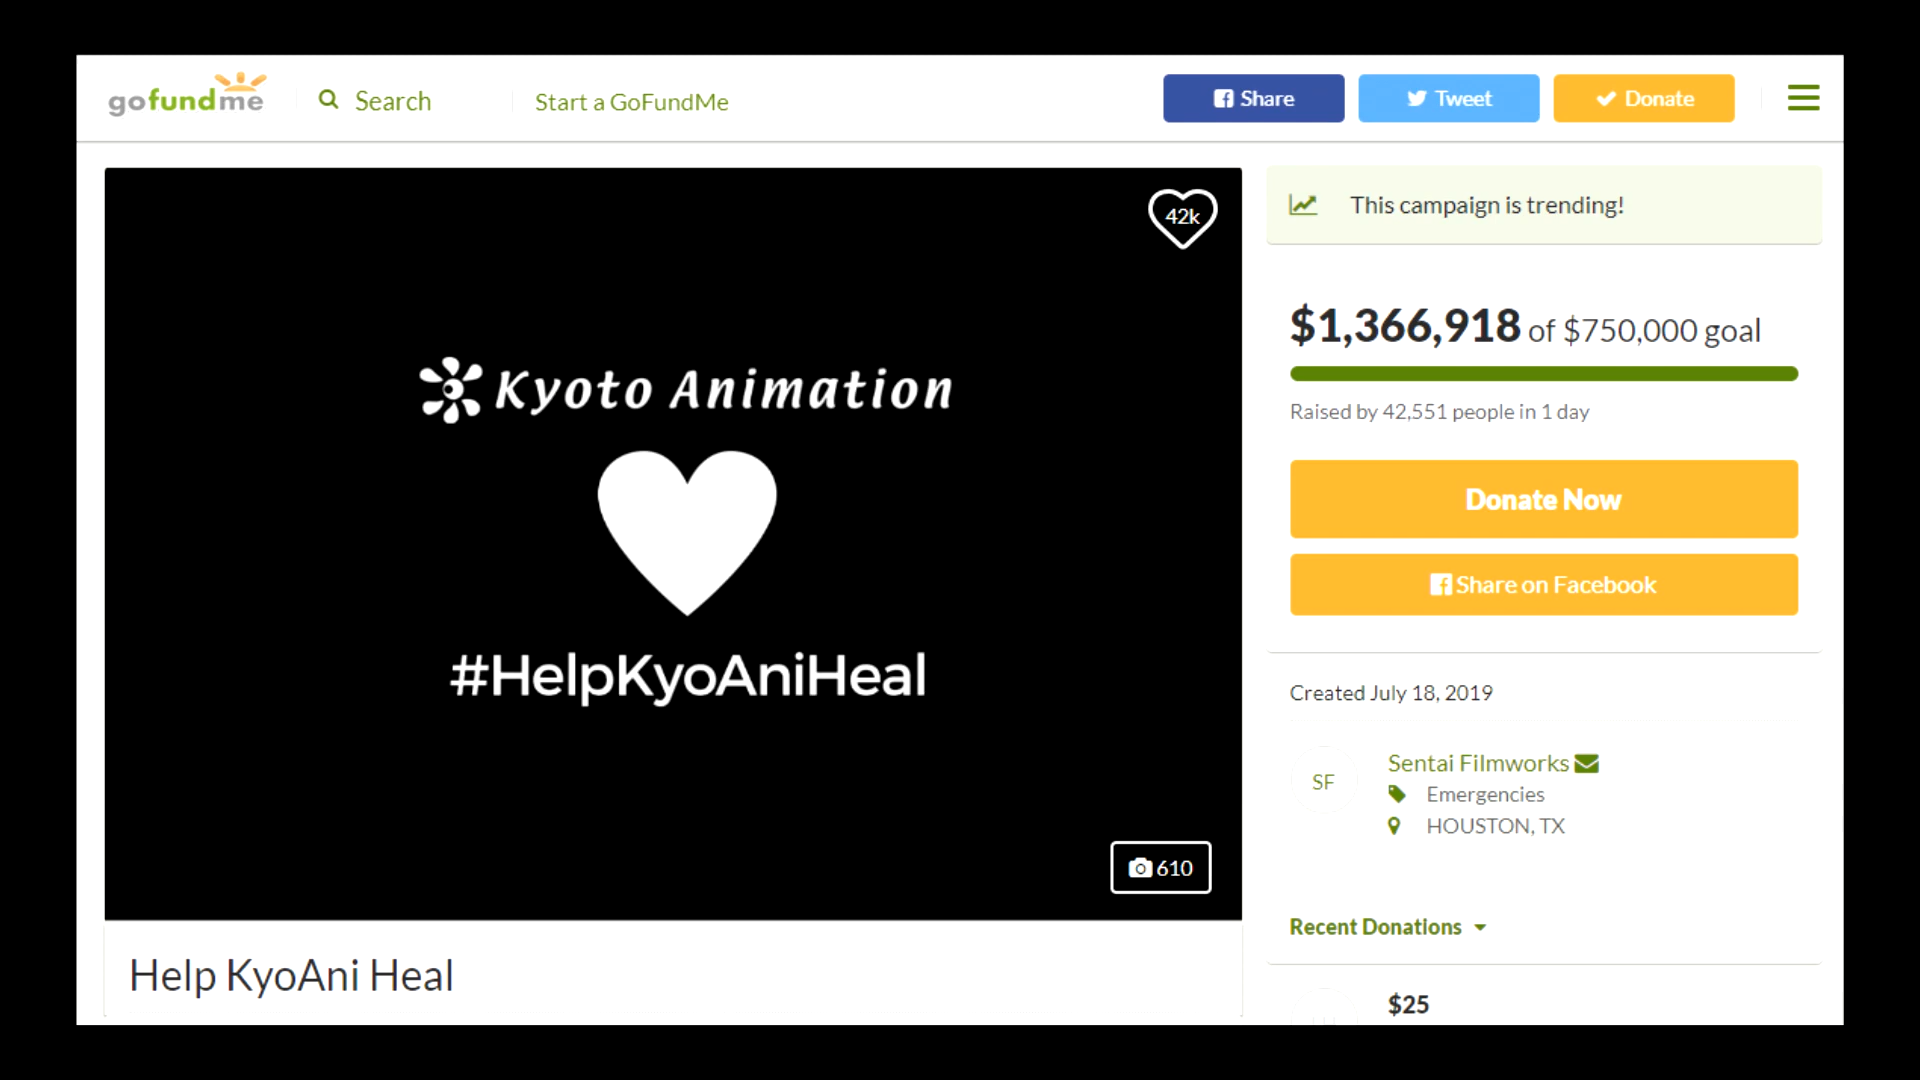 gofundme
Search
Start a GoFundMe
Share
Tweet
Donate
42k
Kyoto Animation
#HelpKyoAniHeal
610
Help KyoAni Heal
This campaign is trending!
$1,366,918 of $750,000 goal
Raised by 42,551 people in 1 day
Donate Now
Share on Facebook
Created July 18, 2019
SF
Sentai Filmworks
Emergencies
HOUSTON, TX
Recent Donations
$25